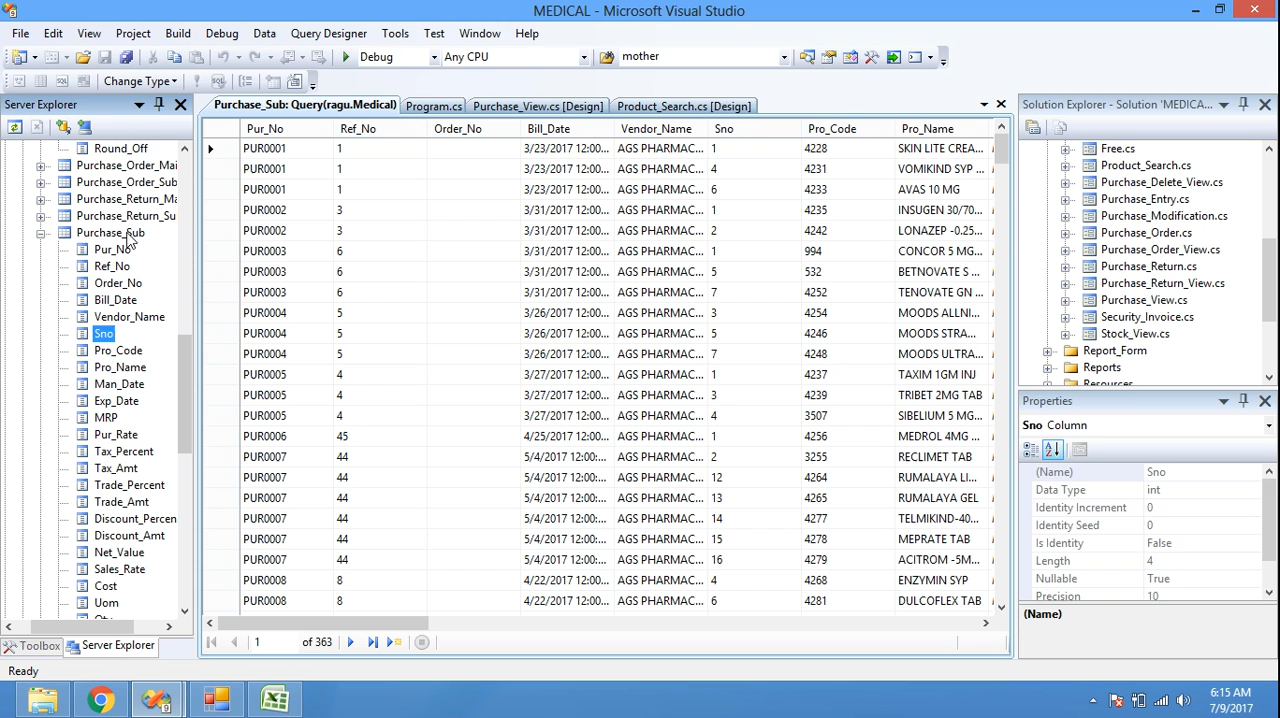 MEDICAL - Microsoft Visual Studio
File Edit View Project Build Debug Data Query Designer Tools Test Window Help
Debug Any CPU mother
Change Type
Server Explorer
Round_Off
Purchase_Order_Mai
Purchase_Order_Sub
Purchase_Return_Ma
Purchase_Return_Su
Purchase_Sub
Pur_No
Ref_No
Order_No
Bill_Date
Vendor_Name
Sno
Pro_Code
Pro_Name
Man_Date
Exp_Date
MRP
Pur_Rate
Tax_Percent
Tax_Amt
Trade_Percent
Trade_Amt
Discount_Percen
Discount_Amt
Net_Value
Sales_Rate
Cost
Uom
Toolbox Server Explorer
Purchase_Sub: Query(ragu.Medical) Program.cs Purchase_View.cs [Design] Product_Search.cs [Design]
Pur_No Ref_No Order_No Bill_Date Vendor_Name Sno Pro_Code Pro_Name
PUR0001 1 3/23/2017 12:00... AGS PHARMAC... 1 4228 SKIN LITE CREA...
PUR0001 1 3/23/2017 12:00... AGS PHARMAC... 4 4231 VOMIKIND SYP ...
PUR0001 1 3/23/2017 12:00... AGS PHARMAC... 6 4233 AVAS 10 MG
PUR0002 3 3/31/2017 12:00... AGS PHARMAC... 1 4235 INSUGEN 30/70...
PUR0002 3 3/31/2017 12:00... AGS PHARMAC... 2 4242 LONAZEP -0.25...
PUR0003 6 3/31/2017 12:00... AGS PHARMAC... 1 994 CONCOR 5 MG...
PUR0003 6 3/31/2017 12:00... AGS PHARMAC... 5 532 BETNOVATE S ...
PUR0003 6 3/31/2017 12:00... AGS PHARMAC... 7 4252 TENOVATE GN ...
PUR0004 5 3/26/2017 12:00... AGS PHARMAC... 3 4254 MOODS ALLNI...
PUR0004 5 3/26/2017 12:00... AGS PHARMAC... 5 4246 MOODS STRA...
PUR0004 5 3/26/2017 12:00... AGS PHARMAC... 7 4248 MOODS ULTRA...
PUR0005 4 3/27/2017 12:00... AGS PHARMAC... 1 4237 TAXIM 1GM INJ
PUR0005 4 3/27/2017 12:00... AGS PHARMAC... 3 4239 TRIBET 2MG TAB
PUR0005 4 3/27/2017 12:00... AGS PHARMAC... 4 3507 SIBELIUM 5 MG...
PUR0006 45 4/25/2017 12:00... AGS PHARMAC... 1 4256 MEDROL 4MG ...
PUR0007 44 5/4/2017 12:00:... AGS PHARMAC... 2 3255 RECLIMET TAB
PUR0007 44 5/4/2017 12:00:... AGS PHARMAC... 12 4264 RUMALAYA LI...
PUR0007 44 5/4/2017 12:00:... AGS PHARMAC... 13 4265 RUMALAYA GEL
PUR0007 44 5/4/2017 12:00:... AGS PHARMAC... 14 4277 TELMIKIND-40...
PUR0007 44 5/4/2017 12:00:... AGS PHARMAC... 15 4278 MEPRATE TAB
PUR0007 44 5/4/2017 12:00:... AGS PHARMAC... 16 4279 ACITROM -5M...
PUR0008 8 4/22/2017 12:00... AGS PHARMAC... 4 4268 ENZYMIN SYP
PUR0008 8 4/22/2017 12:00... AGS PHARMAC... 6 4281 DULCOFLEX TAB
1 of 363
Solution Explorer - Solution 'MEDICA...
Free.cs
Product_Search.cs
Purchase_Delete_View.cs
Purchase_Entry.cs
Purchase_Modification.cs
Purchase_Order.cs
Purchase_Order_View.cs
Purchase_Return.cs
Purchase_Return_View.cs
Purchase_View.cs
Security_Invoice.cs
Stock_View.cs
Report_Form
Reports
Resources
Properties
Sno Column
(Name) Sno
Data Type int
Identity Increment 0
Identity Seed 0
Is Identity False
Length 4
Nullable True
Precision 10
(Name)
Ready
6:15 AM
7/9/2017